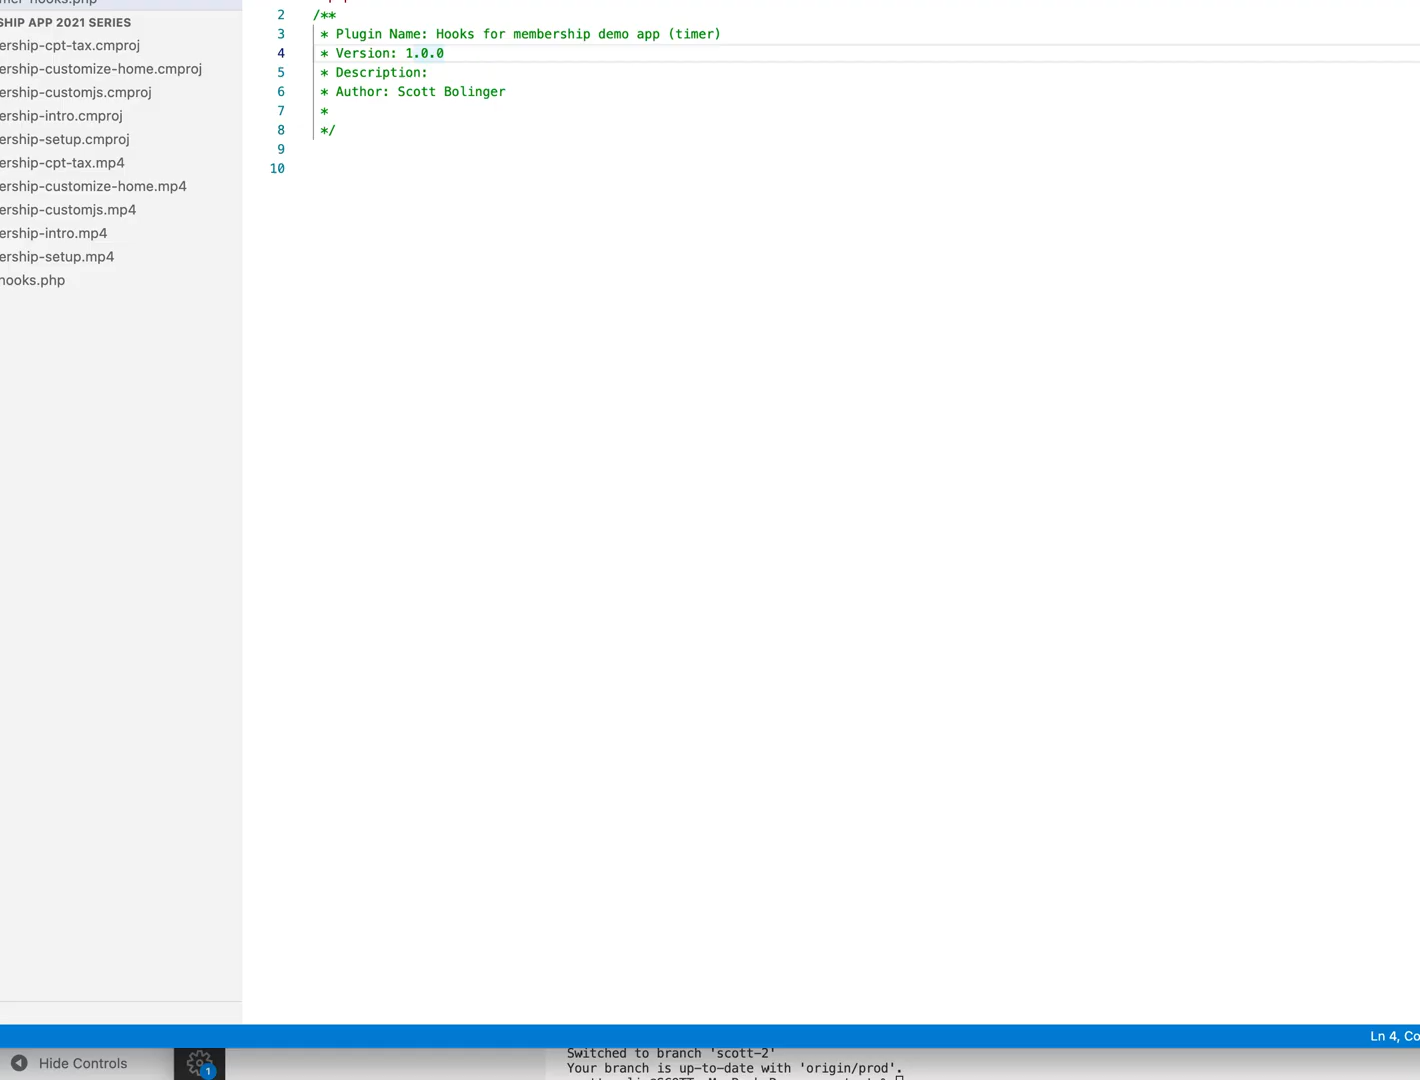 hooks.php
SHIP APP 2021 SERIES
ership-cpt-tax.cmproj
ership-customize-home.cmproj
ership-customjs.cmproj
ership-intro.cmproj
ership-setup.cmproj
ership-cpt-tax.mp4
ership-customize-home.mp4
ership-customjs.mp4
ership-intro.mp4
ership-setup.mp4
hooks.php
2 /**
3 * Plugin Name: Hooks for membership demo app (timer)
4 * Version: 1.0.0
5 * Description:
6 * Author: Scott Bolinger
7 *
8 */
9
10
Ln 4, Co
Hide Controls
1
Switched to branch 'scott-2'
Your branch is up-to-date with 'origin/prod'.